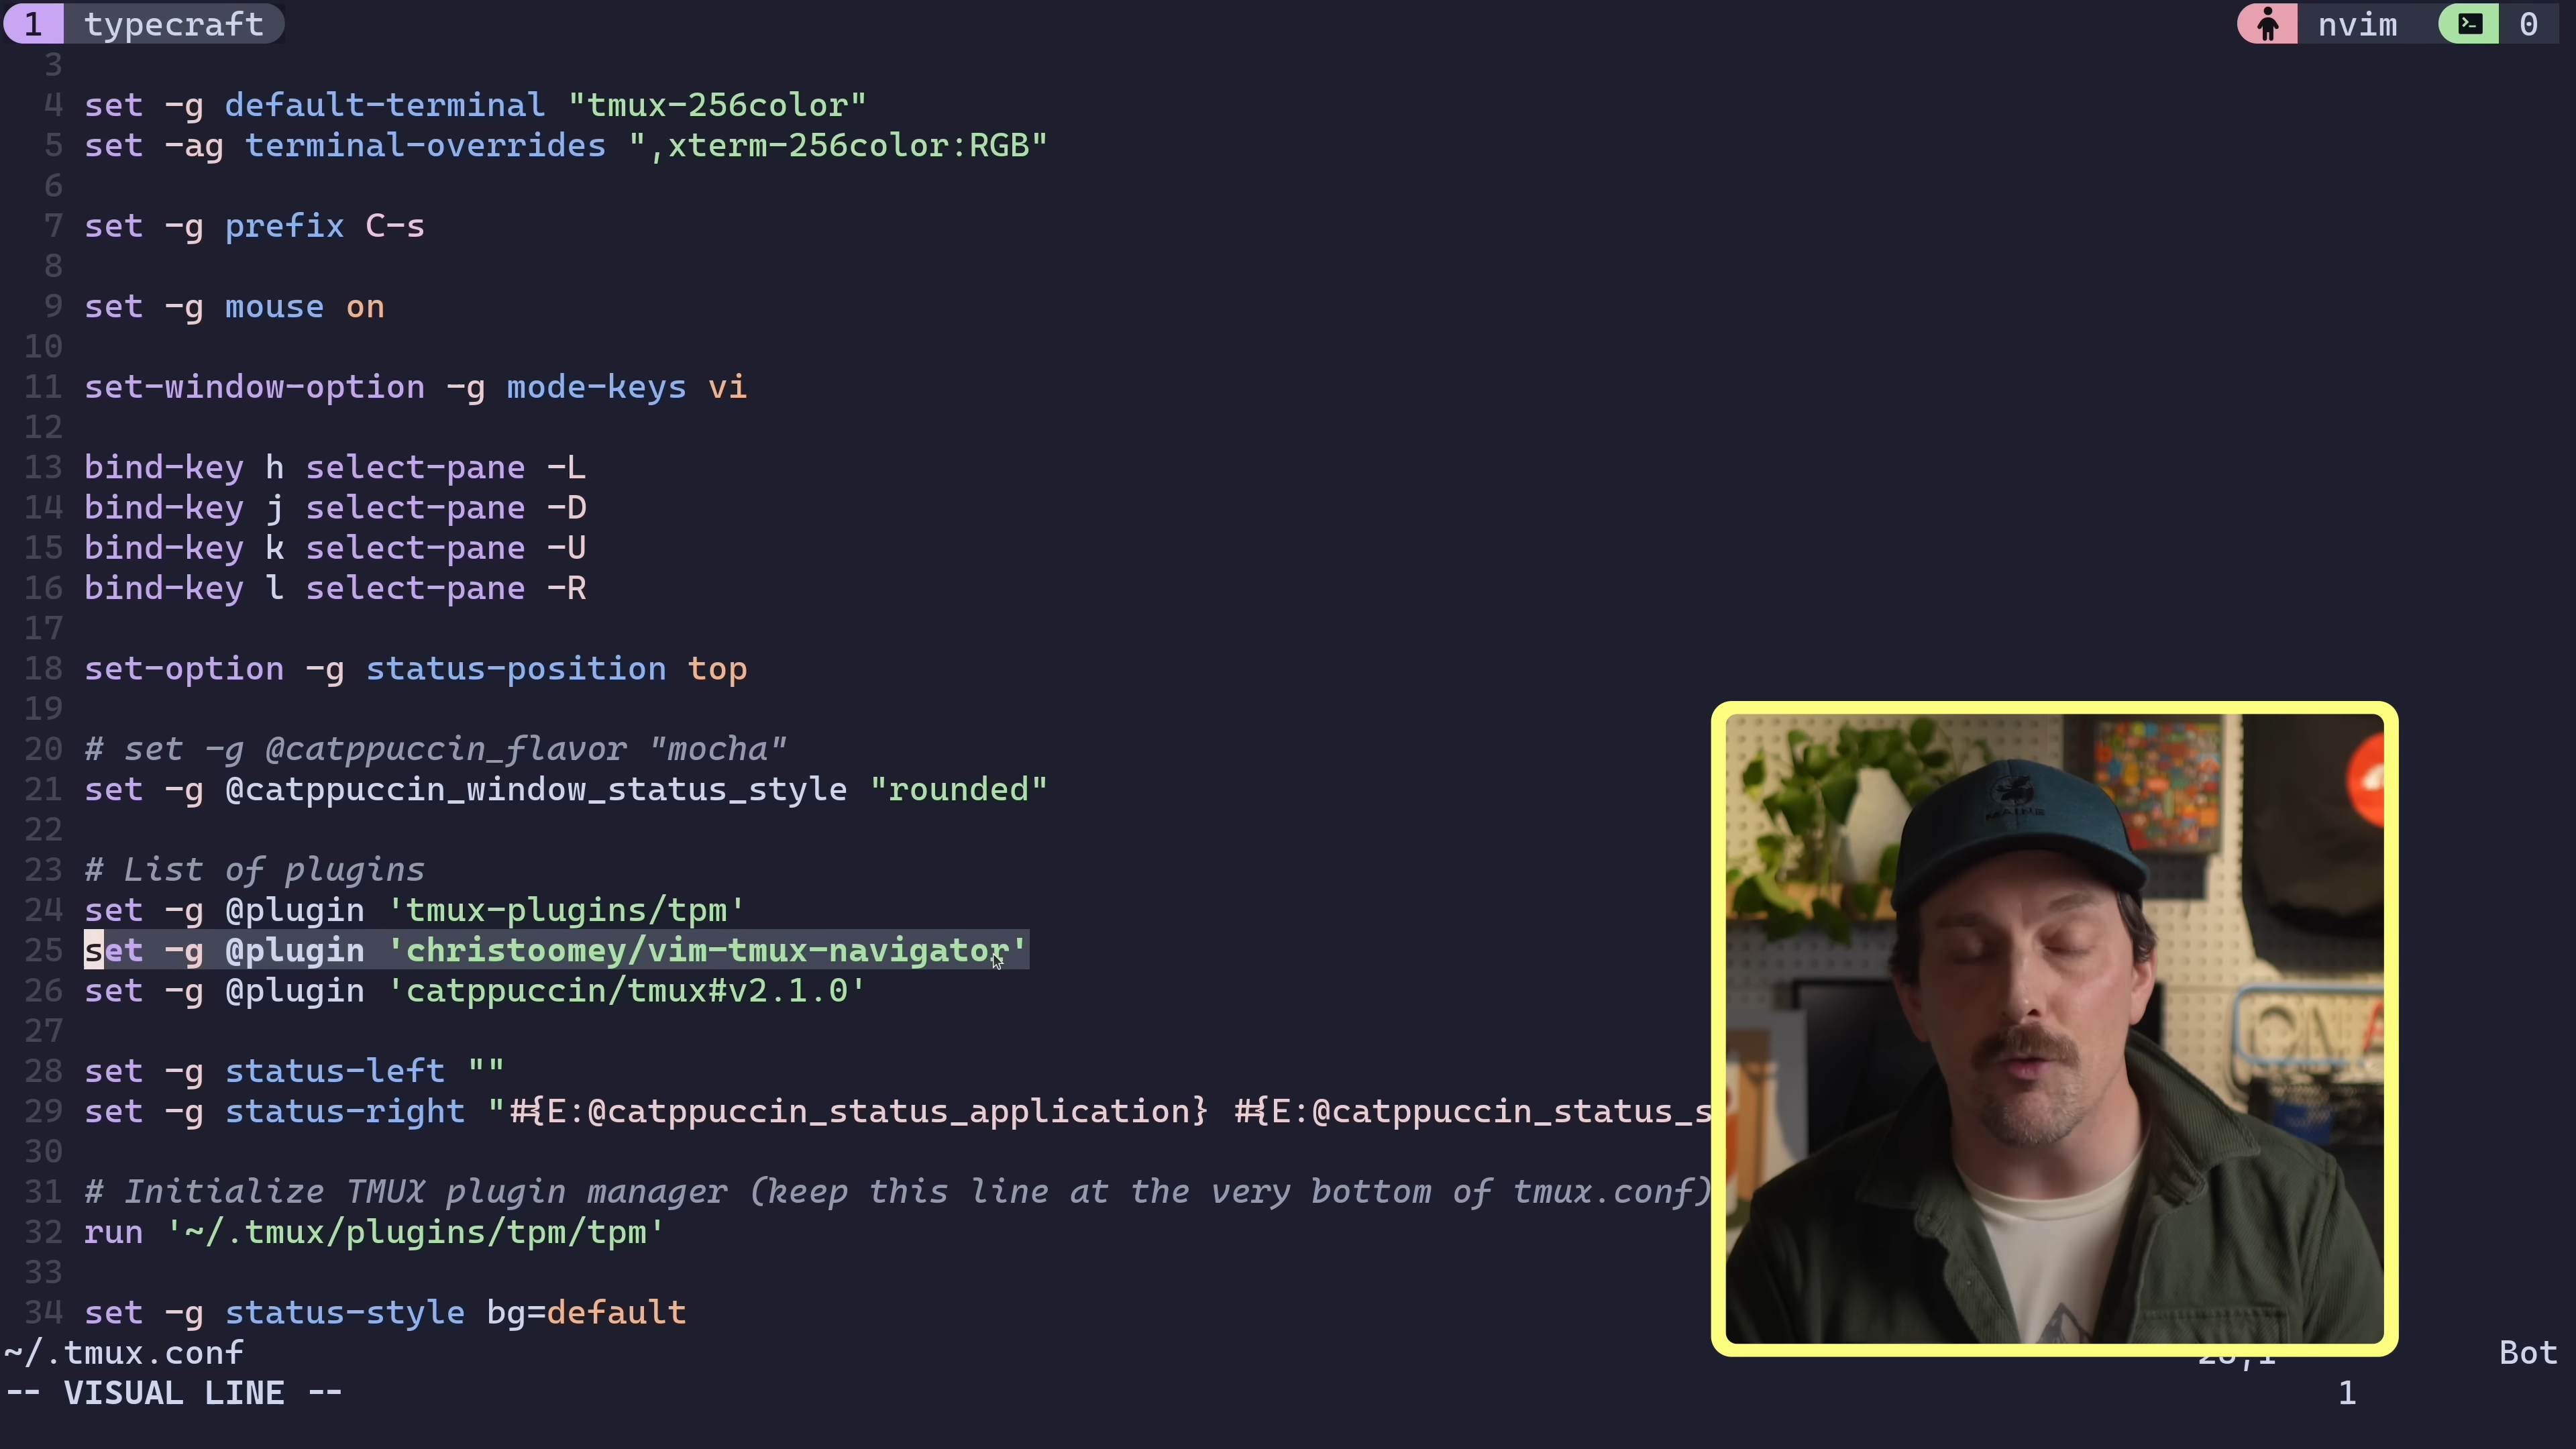 1 typecraft nvim 0
3
4 set -g default-terminal "tmux-256color"
5 set -ag terminal-overrides ",xterm-256color:RGB"
6
7 set -g prefix C-s
8
9 set -g mouse on
10
11 set-window-option -g mode-keys vi
12
13 bind-key h select-pane -L
14 bind-key j select-pane -D
15 bind-key k select-pane -U
16 bind-key l select-pane -R
17
18 set-option -g status-position top
19
20 # set -g @catppuccin_flavor "mocha"
21 set -g @catppuccin_window_status_style "rounded"
22
23 # List of plugins
24 set -g @plugin 'tmux-plugins/tpm'
25 set -g @plugin 'christoomey/vim-tmux-navigator'
26 set -g @plugin 'catppuccin/tmux#v2.1.0'
27
28 set -g status-left ""
29 set -g status-right "#{E:@catppuccin_status_application} #{E:@catppuccin_status_s
30
31 # Initialize TMUX plugin manager (keep this line at the very bottom of tmux.conf)
32 run '~/.tmux/plugins/tpm/tpm'
33
34 set -g status-style bg=default
~/.tmux.conf Bot
-- VISUAL LINE -- 1